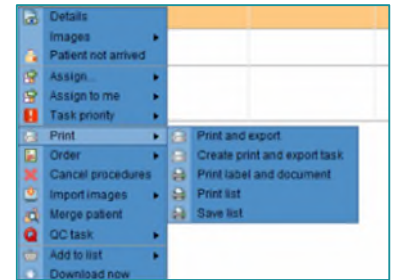 Details
Images
Patient not arrived
Assign...
Assign to me
Task priority
Print
Print and export
Order
Create print and export task
Cancel procedures
Print label and document
Import images
Print list
Merge patient
Save list
QC task
Add to list
Download now